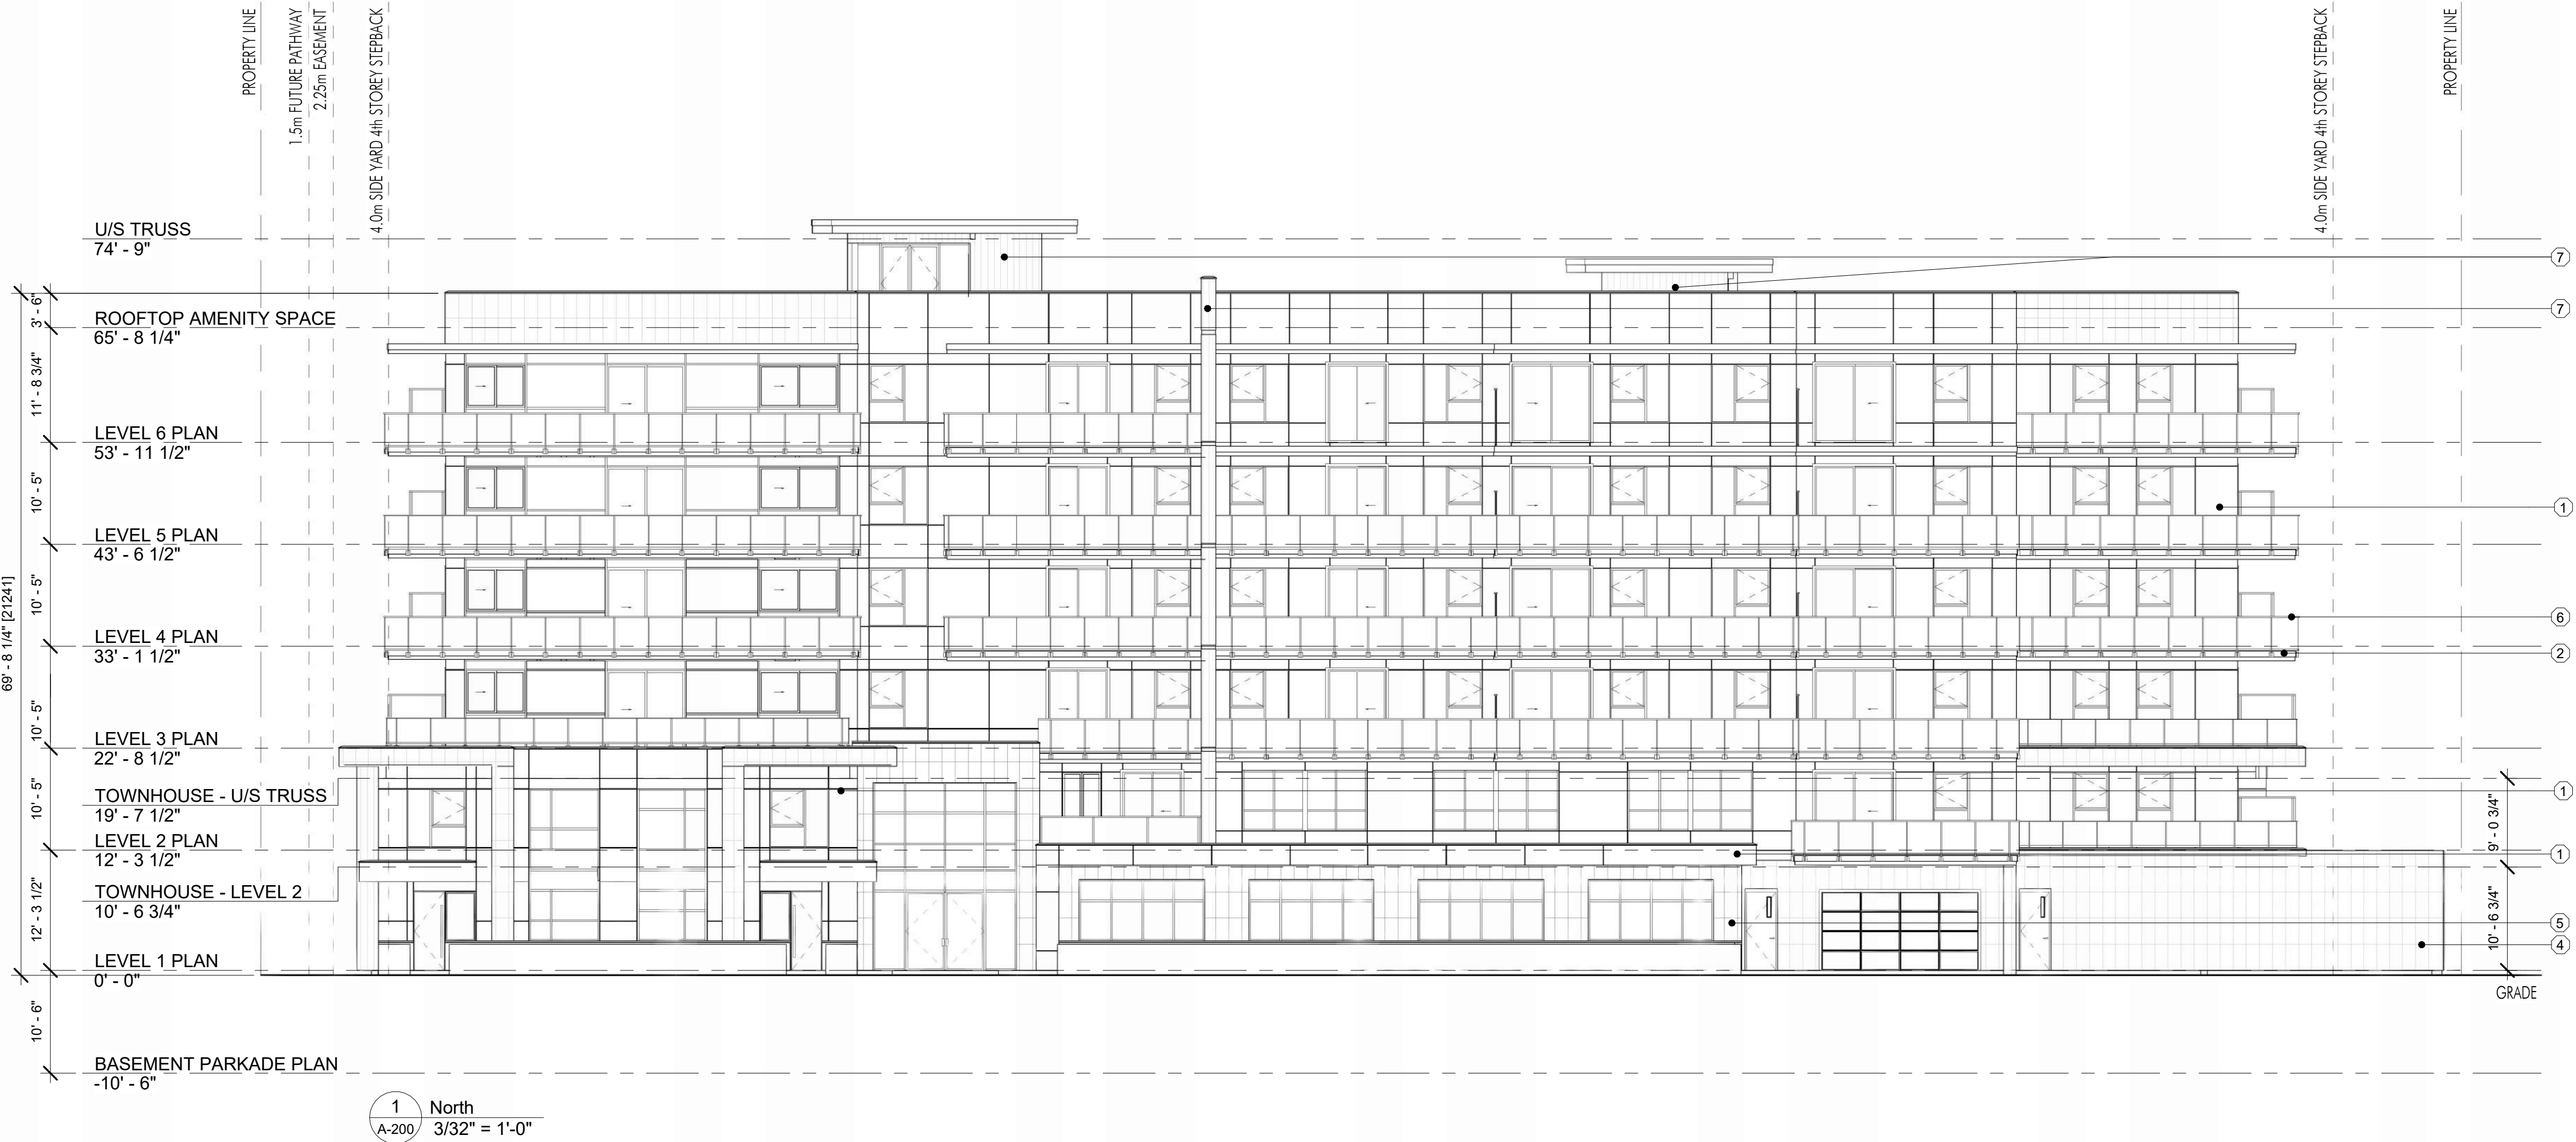 PROPERTY LINE
1.5m FUTURE PATHWAY
2.25m EASEMENT
4.0m SIDE YARD 4th STOREY STEPBACK
4.0m SIDE YARD 4th STOREY STEPBACK
PROPERTY LINE
U/S TRUSS
74' - 9"
7
3' - 6"
7
ROOFTOP AMENITY SPACE
65' - 8 1/4"
11' - 8 3/4"
LEVEL 6 PLAN
53' - 11 1/2"
10' - 5"
1
LEVEL 5 PLAN
43' - 6 1/2"
10' - 5"
69' - 8 1/4" [21241]
6
LEVEL 4 PLAN
33' - 1 1/2"
2
10' - 5"
LEVEL 3 PLAN
22' - 8 1/2"
10' - 5"
TOWNHOUSE - U/S TRUSS
19' - 7 1/2"
1
9' - 0 3/4"
LEVEL 2 PLAN
12' - 3 1/2"
1
12' - 3 1/2"
TOWNHOUSE - LEVEL 2
10' - 6 3/4"
10' - 6 3/4"
5
4
LEVEL 1 PLAN
0' - 0"
GRADE
10' - 6"
BASEMENT PARKADE PLAN
-10' - 6"
1
A-200
North
3/32" = 1'-0"